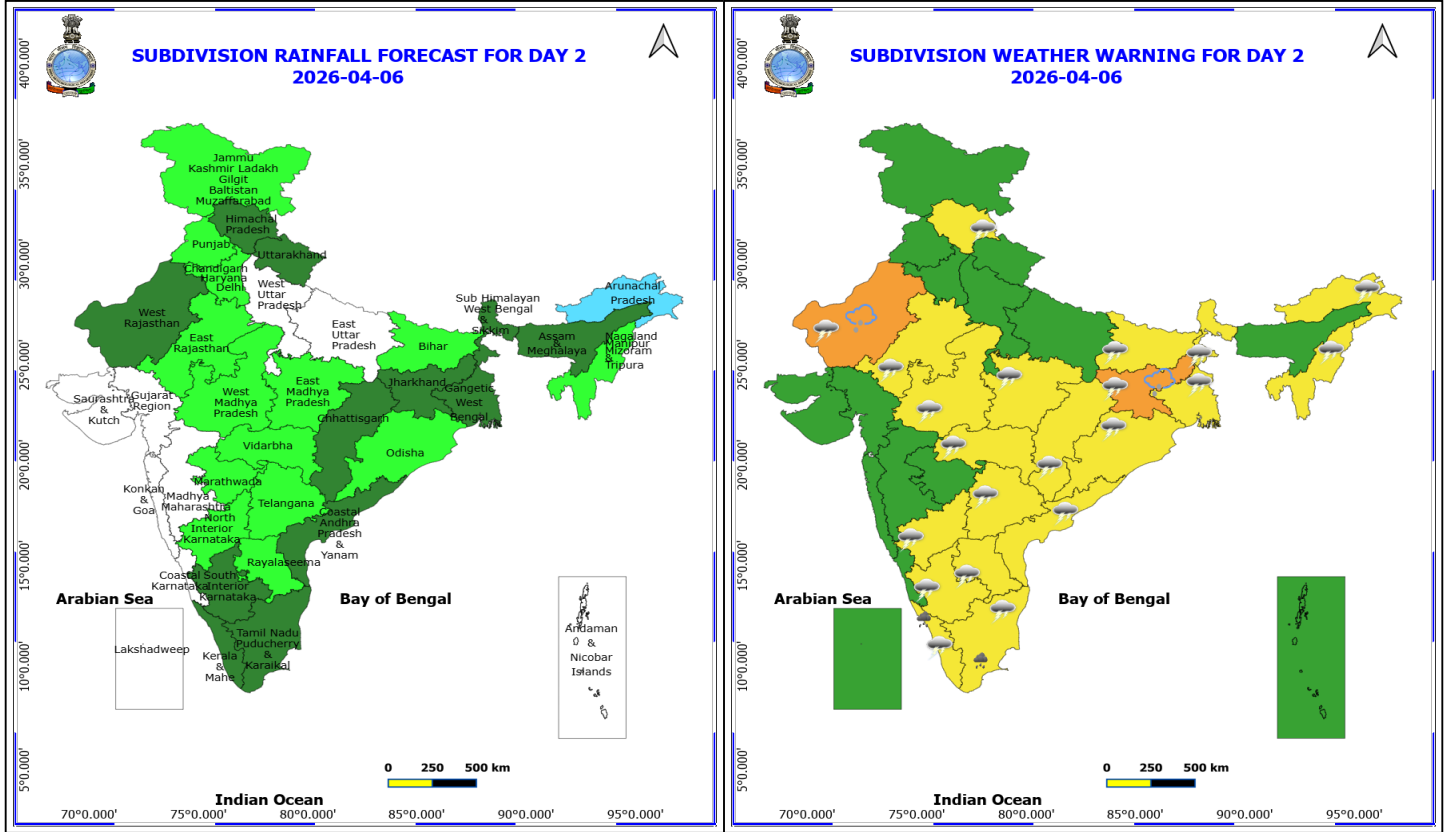 SUBDIVISION RAINFALL FORECAST FOR DAY 2
2026-04-06
40°0.000'
35°0.000'
30°0.000'
25°0.000'
20°0.000'
15°0.000'
10°0.000'
5°0.000'
Jammu
Kashmir Ladakh
Gilgit
Baltistan
Muzaffarabad
Himachal
Pradesh
Punjab
Uttarakhand
Chandigarh
Haryana
Delhi
West
Uttar
Pradesh
West
Rajasthan
East
Rajasthan
East
Uttar
Pradesh
Bihar
Sub Himalayan
West Bengal
&
Sikkim
Arunachal
Pradesh
Assam
&
Meghalaya
Nagaland
Manipur
Mizoram
&
Tripura
Saurashtra
&
Kutch
Gujarat
Region
West
Madhya
Pradesh
East
Madhya
Pradesh
Jharkhand
Gangetic
West
Bengal
Chhattisgarh
Vidarbha
Odisha
Konkan
&
Goa
Madhya
Maharashtra
Marathwada
Telangana
North
Interior
Karnataka
Coastal
Andhra
Pradesh
&
Yanam
Rayalaseema
Coastal
Karnataka
South
Interior
Karnataka
Tamil Nadu
Puducherry
&
Karaikal
Kerala
&
Mahe
Arabian Sea
Bay of Bengal
Lakshadweep
Andaman
&
Nicobar
Islands
0 250 500 km
Indian Ocean
70°0.000' 75°0.000' 80°0.000' 85°0.000' 90°0.000' 95°0.000'
SUBDIVISION WEATHER WARNING FOR DAY 2
2026-04-06
40°0.000'
35°0.000'
30°0.000'
25°0.000'
20°0.000'
15°0.000'
10°0.000'
5°0.000'
Arabian Sea
Bay of Bengal
0 250 500 km
Indian Ocean
70°0.000' 75°0.000' 80°0.000' 85°0.000' 90°0.000' 95°0.000'